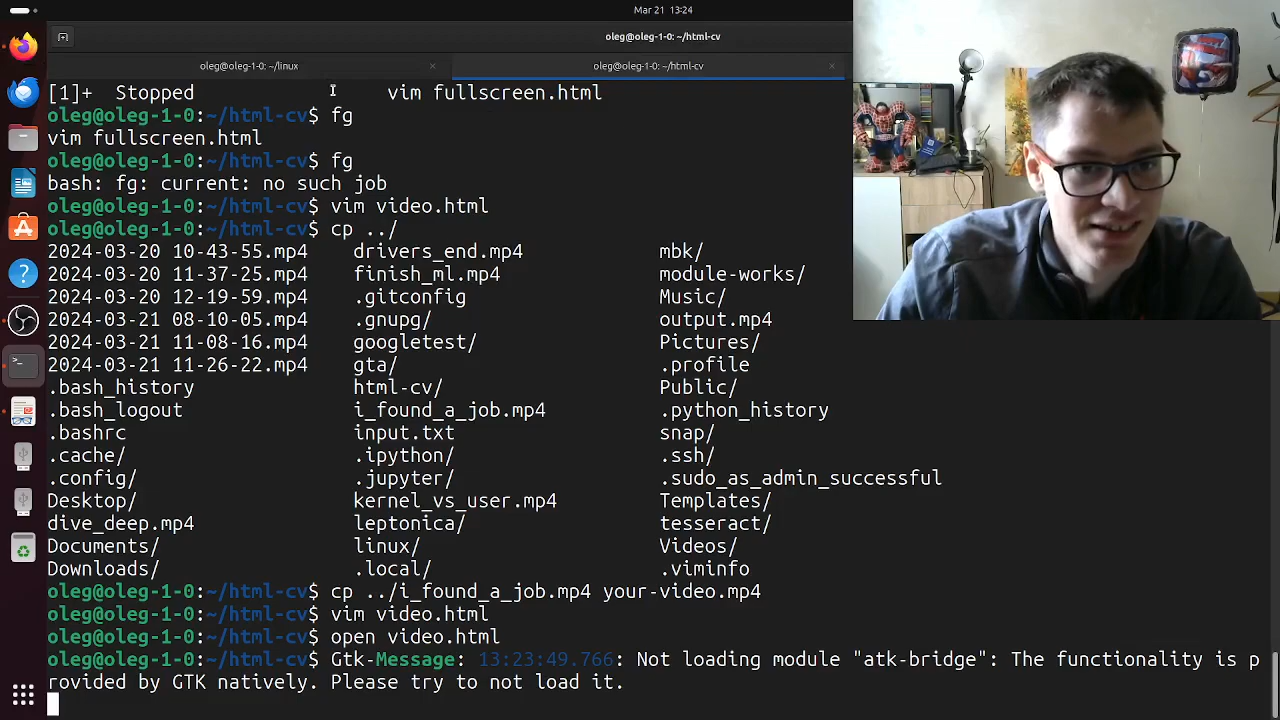 Mar 21 13:24
oleg@oleg-1-0: ~/html-cv
oleg@oleg-1-0: ~/linux
oleg@oleg-1-0: ~/html-cv
[1]+  Stopped                 vim fullscreen.html
oleg@oleg-1-0:~/html-cv$ fg
vim fullscreen.html
oleg@oleg-1-0:~/html-cv$ fg
bash: fg: current: no such job
oleg@oleg-1-0:~/html-cv$ vim video.html
oleg@oleg-1-0:~/html-cv$ cp ../
2024-03-20 10-43-55.mp4    drivers_end.mp4            mbk/
2024-03-20 11-37-25.mp4    finish_ml.mp4              module-works/
2024-03-20 12-19-59.mp4    .gitconfig                 Music/
2024-03-21 08-10-05.mp4    .gnupg/                    output.mp4
2024-03-21 11-08-16.mp4    googletest/                Pictures/
2024-03-21 11-26-22.mp4    gta/                       .profile
.bash_history              html-cv/                   Public/
.bash_logout               i_found_a_job.mp4          .python_history
.bashrc                    input.txt                  snap/
.cache/                    .ipython/                  .ssh/
.config/                   .jupyter/                  .sudo_as_admin_successful
Desktop/                   kernel_vs_user.mp4         Templates/
dive_deep.mp4              leptonica/                 tesseract/
Documents/                 linux/                     Videos/
Downloads/                 .local/                    .viminfo
oleg@oleg-1-0:~/html-cv$ cp ../i_found_a_job.mp4 your-video.mp4
oleg@oleg-1-0:~/html-cv$ vim video.html
oleg@oleg-1-0:~/html-cv$ open video.html
oleg@oleg-1-0:~/html-cv$ Gtk-Message: 13:23:49.766: Not loading module "atk-bridge": The functionality is p
rovided by GTK natively. Please try to not load it.